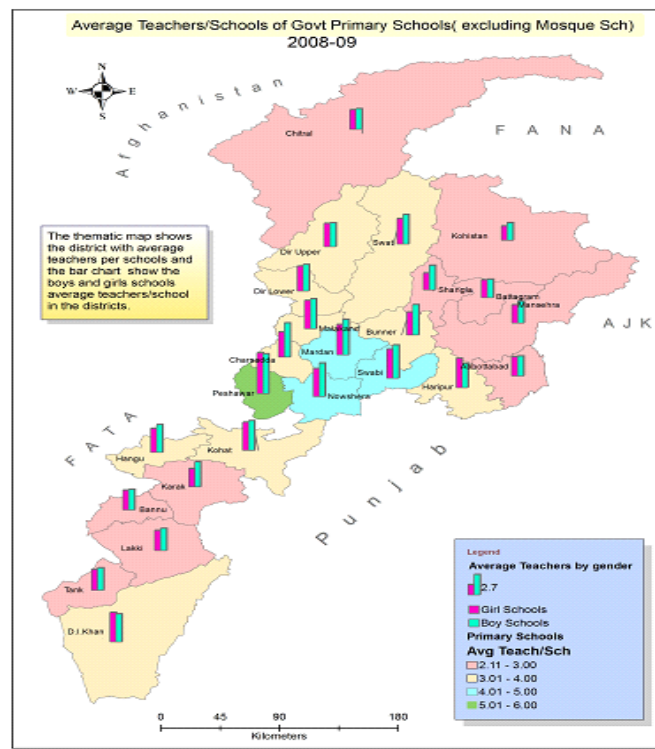 Average Teachers/Schools of Govt Primary Schools( excluding Mosque Sch)
2008-09
N
W E
S
Afghanistan
Chitral
FANA
The thematic map shows
the district with average
teachers per schools and
the bar chart show the
boys and girls schools
average teachers/school
in the districts.
Dir Upper
Swat
Kohistan
Dir Lower
Shangla
Battagram
Mansehra
Malakand
Bunner
AJK
Charsadda
Mardan
Swabi
Abbottabad
Peshawar
Nowshera
Haripur
FATA
Hangu
Kohat
Punjab
Karak
Bannu
Lakki
Tank
D.I.Khan
Legend
Average Teachers by gender
2.7
Girl Schools
Boy Schools
Primary Schools
Avg Teach/Sch
2.11 - 3.00
3.01 - 4.00
4.01 - 5.00
5.01 - 6.00
0 45 90 180
Kilometers